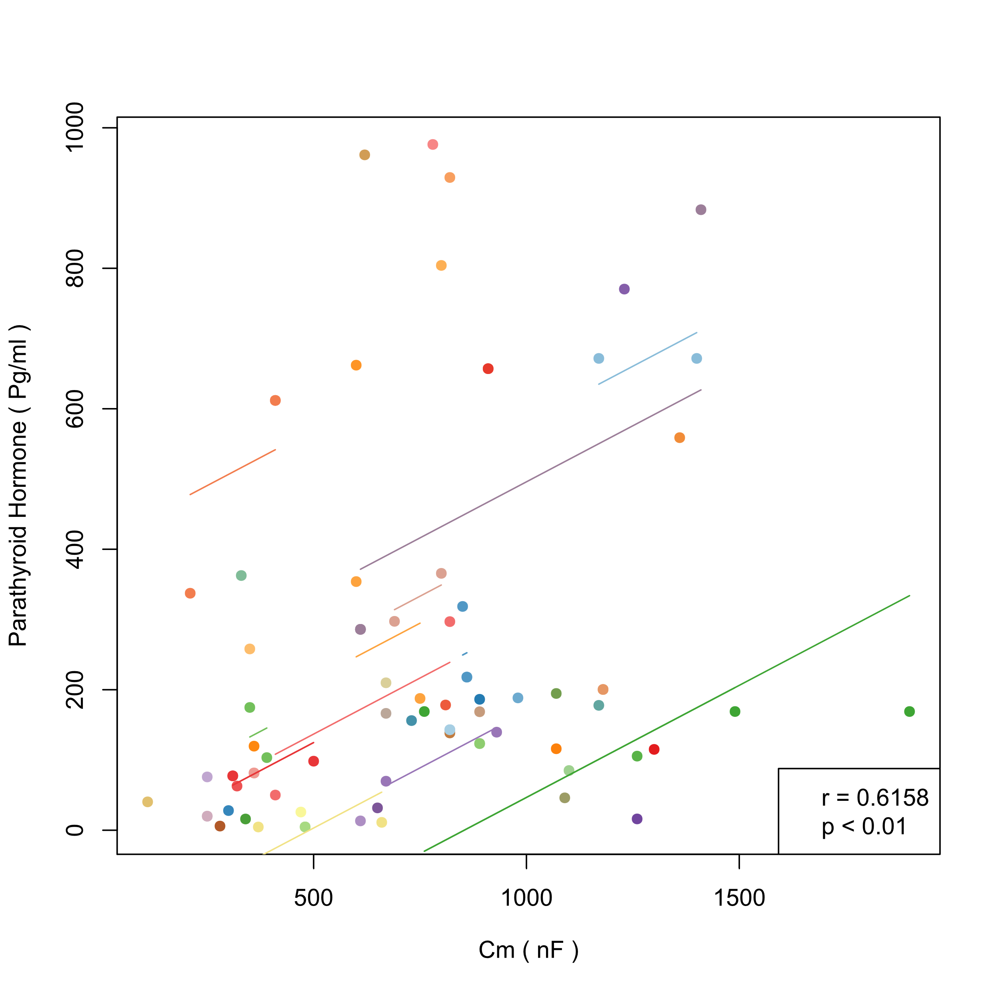 Parathyroid Hormone ( Pg/ml )
1000
800
600
400
200
0
500
1000
1500
Cm ( nF )
r = 0.6158
p < 0.01